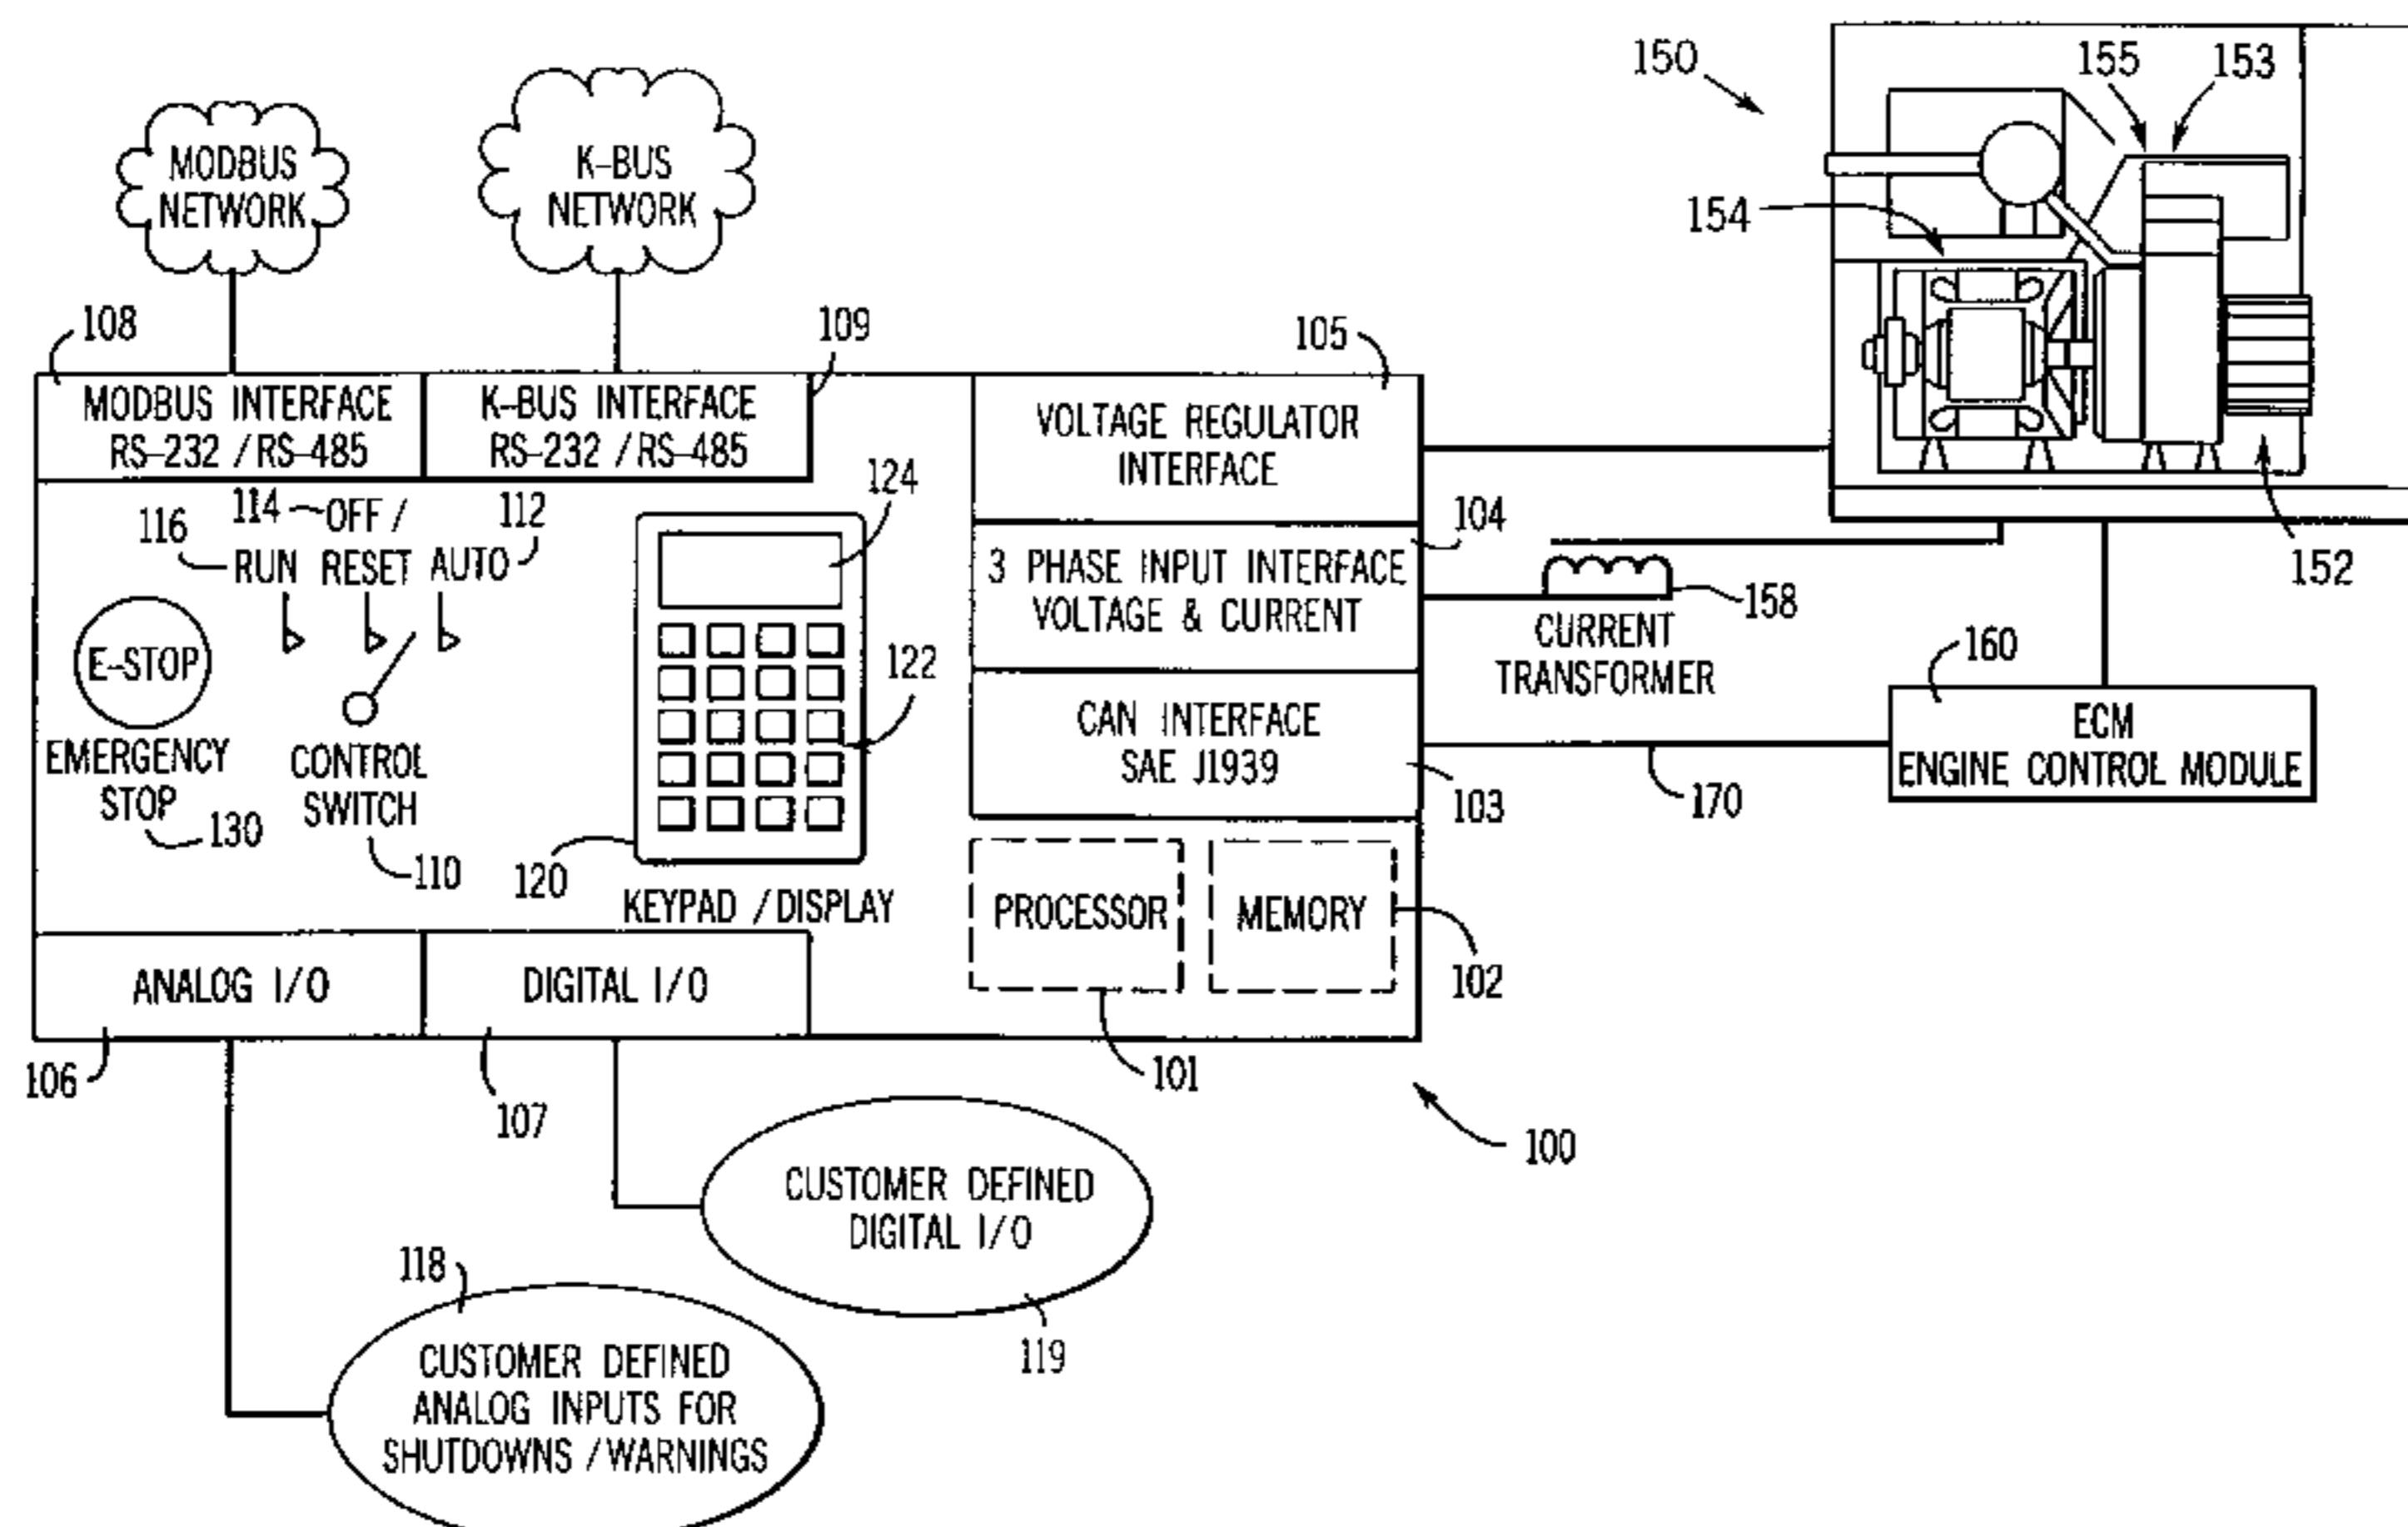 150
155
153
154
152
MODBUS
NETWORK
K-BUS
NETWORK
108
109
105
MODBUS INTERFACE
RS-232 / RS-485
K-BUS INTERFACE
RS-232 / RS-485
VOLTAGE REGULATOR
INTERFACE
114
OFF /
112
116
RUN RESET AUTO
124
104
3 PHASE INPUT INTERFACE
VOLTAGE & CURRENT
158
CURRENT
TRANSFORMER
E-STOP
122
160
CAN INTERFACE
SAE J1939
ECM
ENGINE CONTROL MODULE
EMERGENCY
STOP
130
CONTROL
SWITCH
110
120
103
170
KEYPAD / DISPLAY
PROCESSOR
MEMORY
102
ANALOG I/O
DIGITAL I/O
106
107
101
100
CUSTOMER DEFINED
DIGITAL I/O
119
118
CUSTOMER DEFINED
ANALOG INPUTS FOR
SHUTDOWNS / WARNINGS